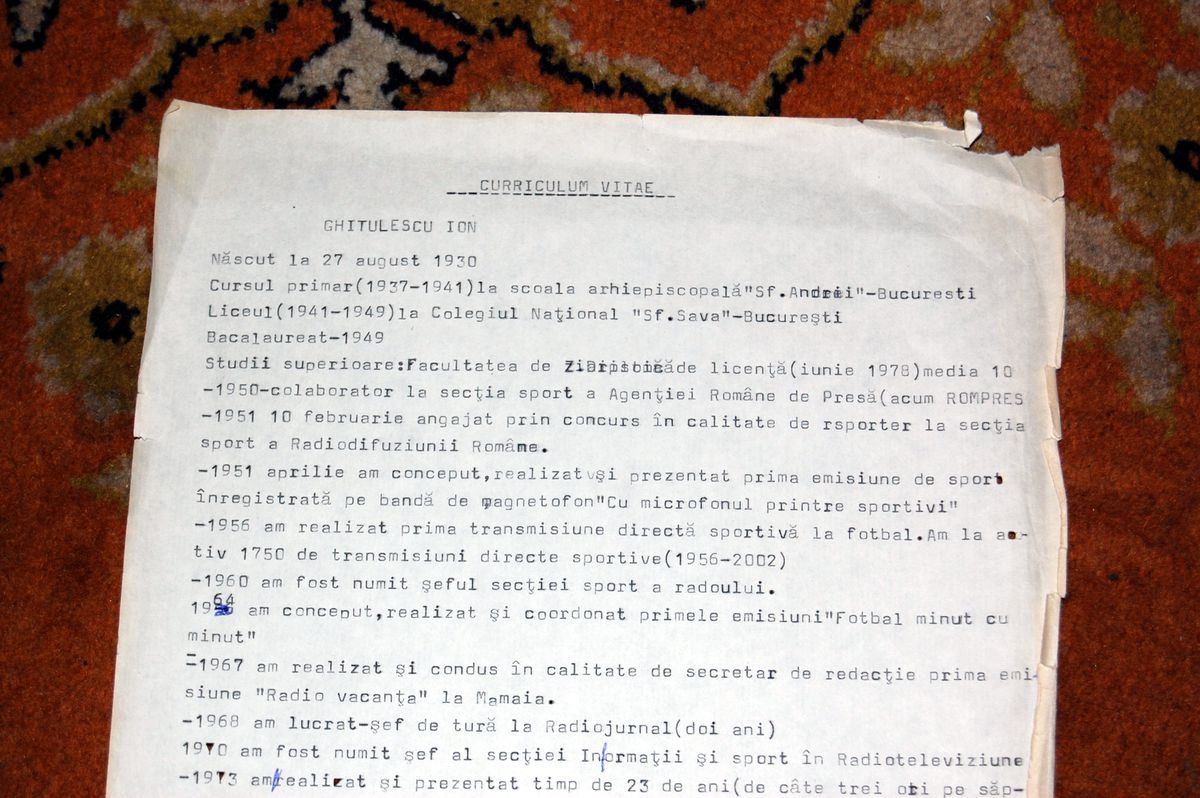 CURRICULUM VITAE
GHITULESCU ION
Născut la 27 august 1930
Cursul primar(1937-1941)la scoala arhiepiscopală"Sf.Andrei"-Bucuresti
Liceul(1941-1949)la Colegiul Naţional "Sf.Sava"-Bucureşti
Bacalaureat-1949
Studii superioare:Facultatea de de licenţă(iunie 1978)media 10
-1950-colaborator la secţia sport a Agenţiei Române de Presă(acum ROMPRES
-1951 10 februarie angajat prin concurs în calitate de rsporter la secţia
sport a Radiodifuziunii Române.
-1951 aprilie am conceput,realizat şi prezentat prima emisiune de sport
înregistrată pe bandă de magnetofon"Cu microfonul printre sportivi"
-1956 am realizat prima transmisiune directă sportivă la fotbal.Am la ac-
tiv 1750 de transmisiuni directe sportive(1956-2002)
-1960 am fost numit şeful secţiei sport a radoului.
1964 am conceput,realizat şi coordonat primele emisiuni"Fotbal minut cu
minut"
-1967 am realizat şi condus în calitate de secretar de redacţie prima emi-
siune "Radio vacanţa" la Mamaia.
-1968 am lucrat-şef de tură la Radiojurnal(doi ani)
1970 am fost numit şef al secţiei Informaţii şi sport în Radioteleviziune
-1973 am realizat şi prezentat timp de 23 de ani(de câte trei ori pe săp-